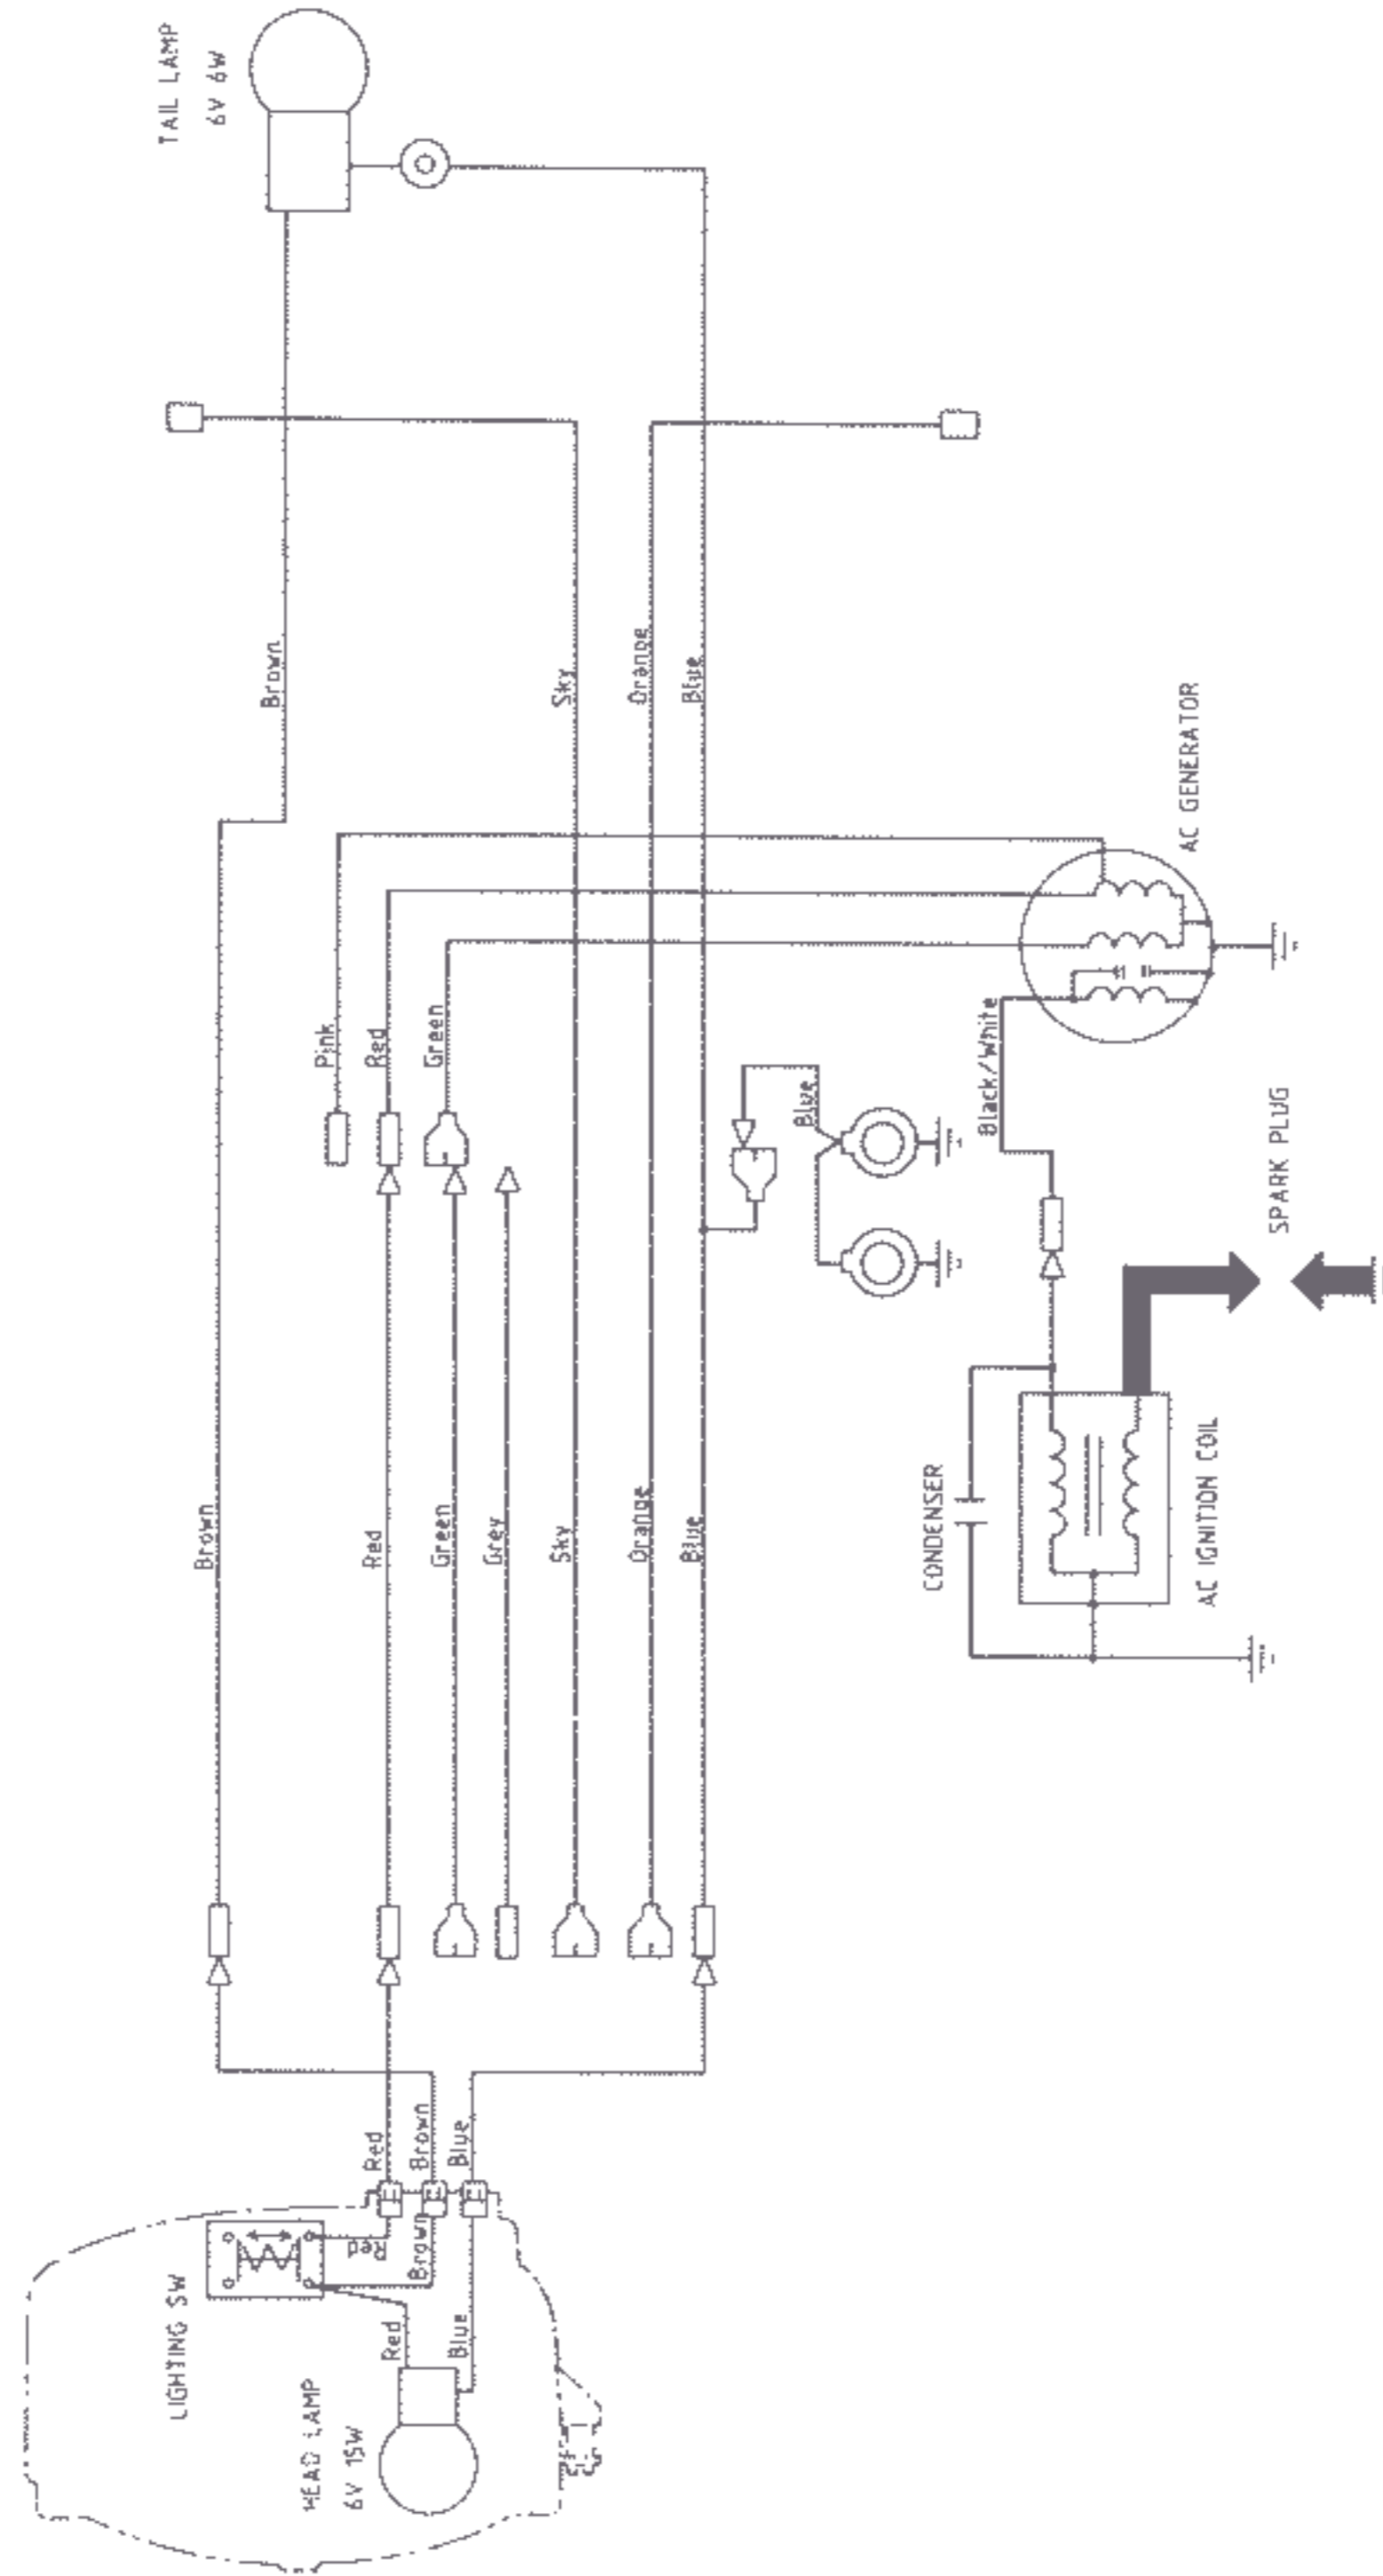 TAIL LAMP
6V 6W
Brown
Sky
Orange
Blue
AC GENERATOR
Pink
Red
Green
Blue
Black/White
SPARK PLUG
Brown
Red
Green
Grey
Sky
Orange
Blue
CONDENSER
AC IGNITION COIL
Red
Brown
Blue
LIGHTING SW
Red
Brown
Red
Blue
HEAD LAMP
6V 15W